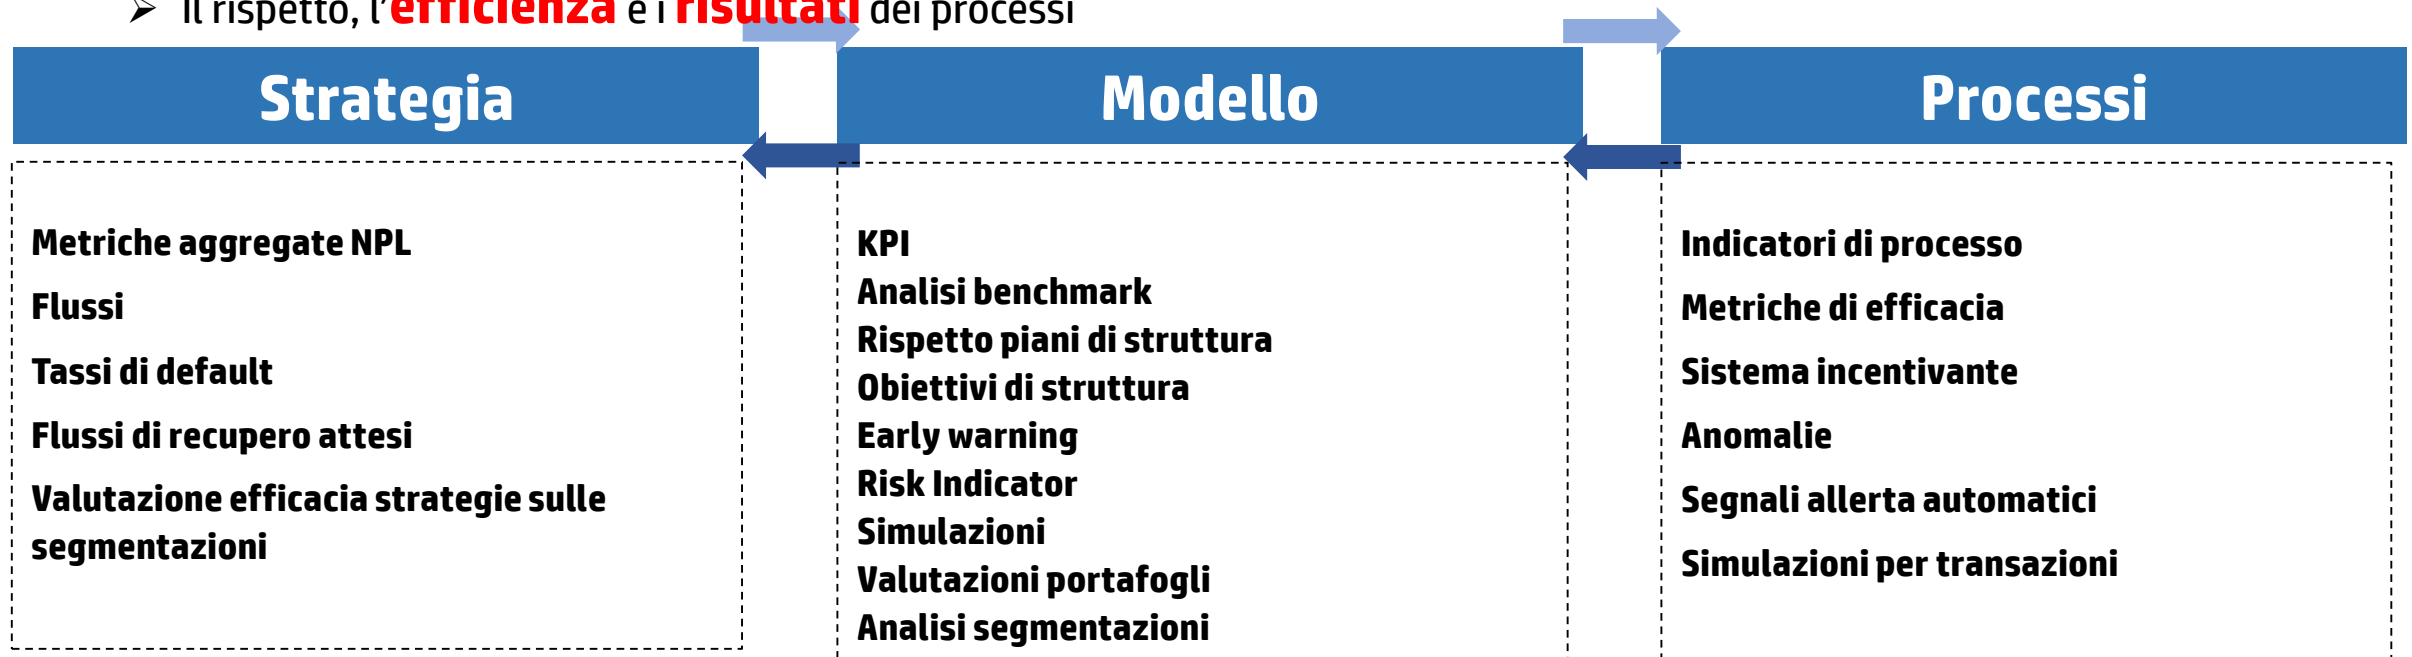 Il rispetto, l'efficienza e i risultati dei processi
Strategia
Modello
Processi
Metriche aggregate NPL
Flussi
Tassi di default
Flussi di recupero attesi
Valutazione efficacia strategie sulle
segmentazioni
KPI
Analisi benchmark
Rispetto piani di struttura
Obiettivi di struttura
Early warning
Risk Indicator
Simulazioni
Valutazioni portafogli
Analisi segmentazioni
Indicatori di processo
Metriche di efficacia
Sistema incentivante
Anomalie
Segnali allerta automatici
Simulazioni per transazioni